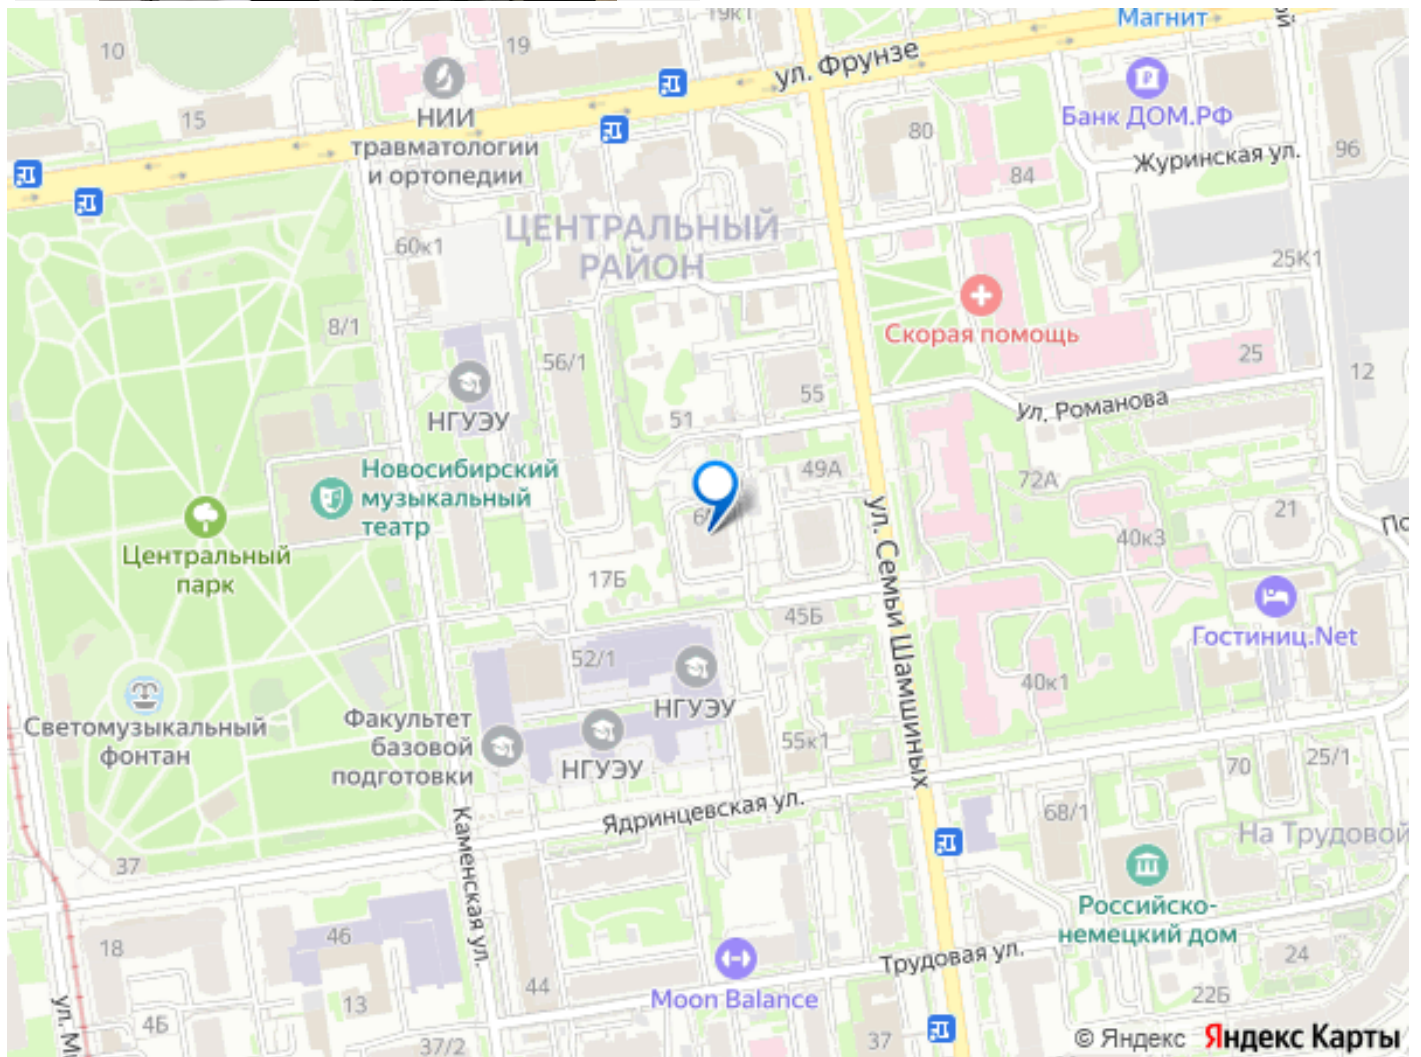 19к1
Магнит
10
19
ул. Фрунзе
НИИ
травматологии
и ортопедии
15
80
Банк ДОМ.РФ
Журинская ул.
96
84
ЦЕНТРАЛЬНЫЙ
РАЙОН
60к1
25К1
8/1
Скорая помощь
56/1
25
12
НГУЭУ
55
51
ул. Романова
Новосибирский
музыкальный
театр
49А
72А
21
40к3
Центральный
парк
ул. Семьи Шамшиных
17Б
45Б
Гостиниц.Net
52/1
40к1
Светомузыкальный
фонтан
НГУЭУ
Факультет
базовой
подготовки
НГУЭУ
55к1
70
25/1
Ядринцевская ул.
68/1
На Трудовой
37
Каменская ул.
Российско-
немецкий дом
18
46
44
13
4Б
Moon Balance
Трудовая ул.
24
22Б
37/2
37
© Яндекс Яндекс Карты